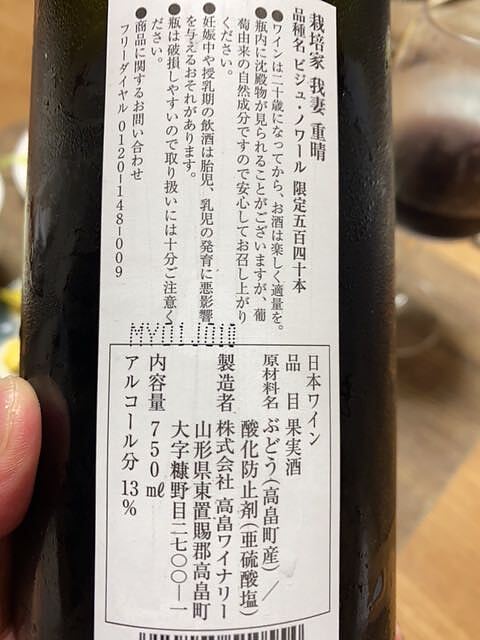 栽培家 我妻 重晴
品種名 ピジュ・ノワール 限定五百四十本
●ワインは二十歳になってから、お酒は楽しく適量を。
●瓶内に沈殿物が見られることがございますが、葡
萄由来の自然成分ですので安心してお召し上がり
ください。
●妊娠中や授乳期の飲酒は胎児、乳児の発育に悪影響
を与えるおそれがあります。
●瓶は破損しやすいので取り扱いには十分ご注意く
ださい。
●商品に関するお問い合わせ
フリーダイヤル 0120-148-009
MY01J010
日本ワイン
品 目 果実酒
原材料名 ぶどう(高畠町産)/
酸化防止剤(亜硫酸塩)
製造者 株式会社 高畠ワイナリー
山形県東置賜郡高畠町
大字糠野目二七〇〇―一
内容量 750㎖
アルコール分 13%